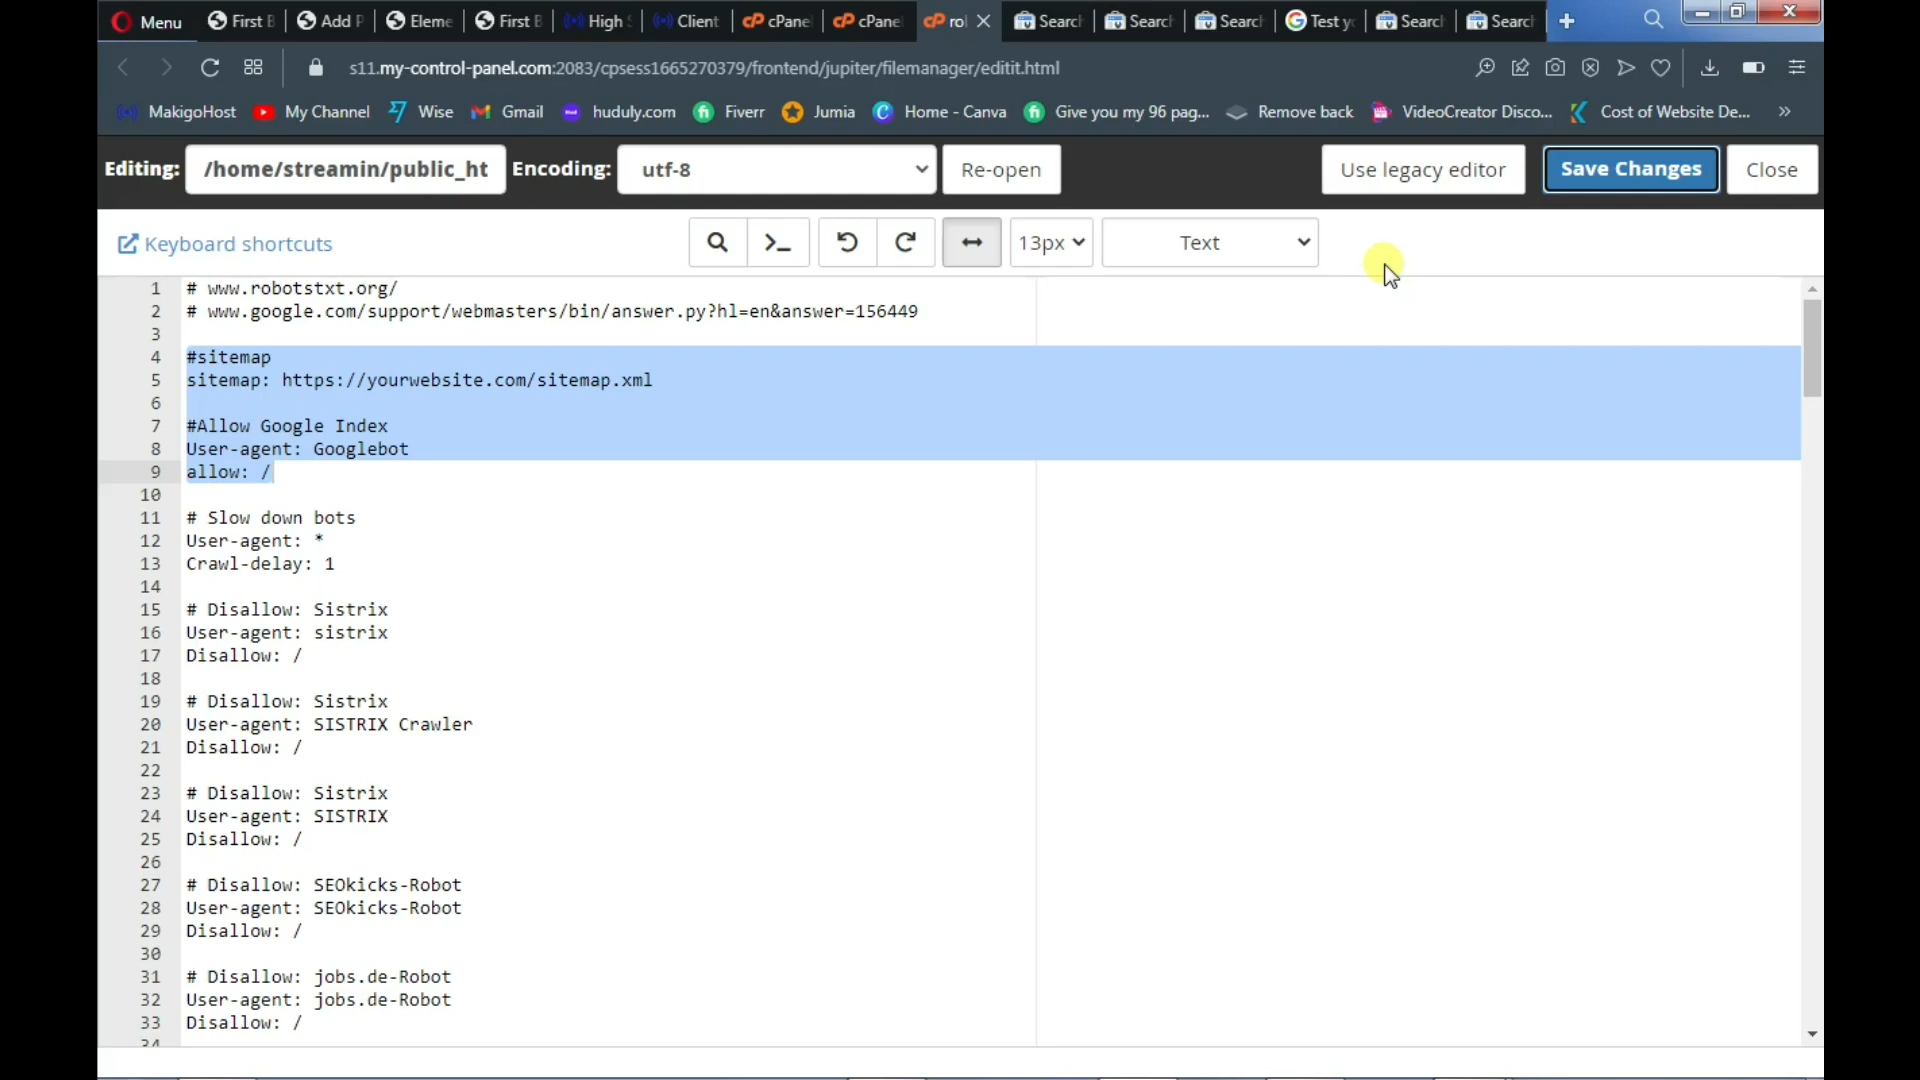 Menu First B Add P Eleme First B High S Client cPane cPane ro Search Search Search Test yo Search Search
s11.my-control-panel.com:2083/cpsess1665270379/frontend/jupiter/filemanager/editit.html
MakigoHost My Channel Wise Gmail huduly.com Fiverr Jumia Home - Canva Give you my 96 pag... Remove back VideoCreator Disco... Cost of Website De... »
Editing: /home/streamin/public_ht Encoding: utf-8 Re-open Use legacy editor Save Changes Close
Keyboard shortcuts 13px Text
1 # www.robotstxt.org/
2 # www.google.com/support/webmasters/bin/answer.py?hl=en&answer=156449
3
4 #sitemap
5 sitemap: https://yourwebsite.com/sitemap.xml
6
7 #Allow Google Index
8 User-agent: Googlebot
9 allow: /
10
11 # Slow down bots
12 User-agent: *
13 Crawl-delay: 1
14
15 # Disallow: Sistrix
16 User-agent: sistrix
17 Disallow: /
18
19 # Disallow: Sistrix
20 User-agent: SISTRIX Crawler
21 Disallow: /
22
23 # Disallow: Sistrix
24 User-agent: SISTRIX
25 Disallow: /
26
27 # Disallow: SEOkicks-Robot
28 User-agent: SEOkicks-Robot
29 Disallow: /
30
31 # Disallow: jobs.de-Robot
32 User-agent: jobs.de-Robot
33 Disallow: /
34